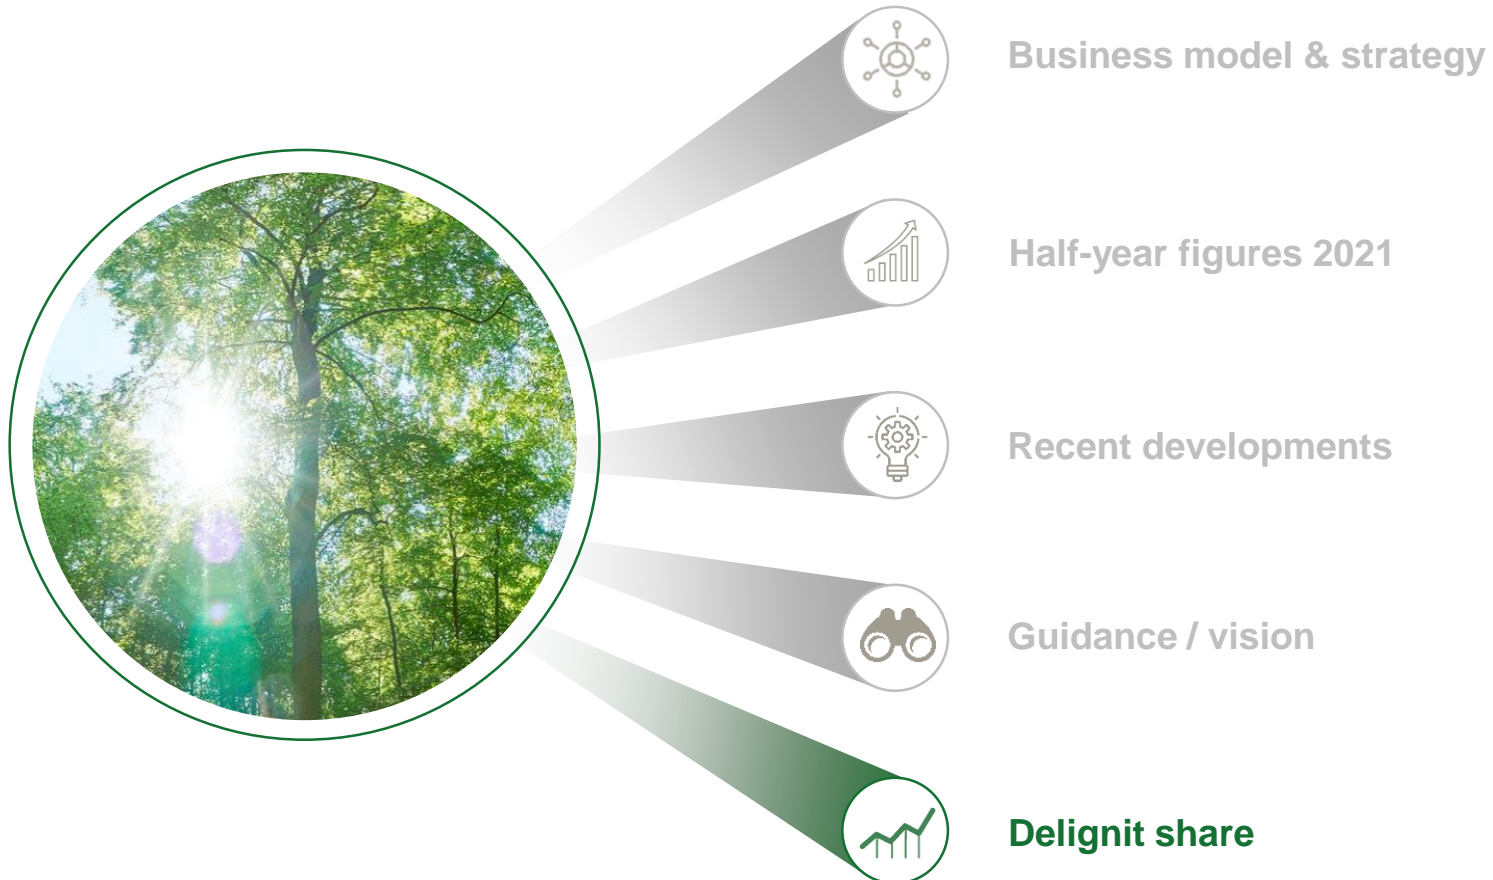 Business model & strategy
Half-year figures 2021
Recent developments
Guidance / vision
Delignit share